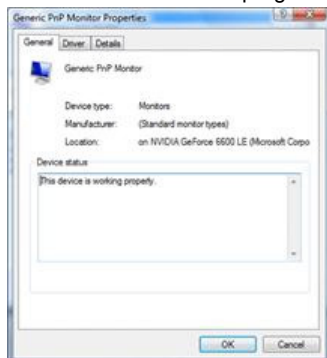 Generic PnP Monitor Properties
General Driver Details
Generic PnP Monitor
Device type: Monitors
Manufacturer: (Standard monitor types)
Location: on NVIDIA GeForce 6600 LE (Microsoft Corpo
Device status
This device is working properly.
OK Cancel